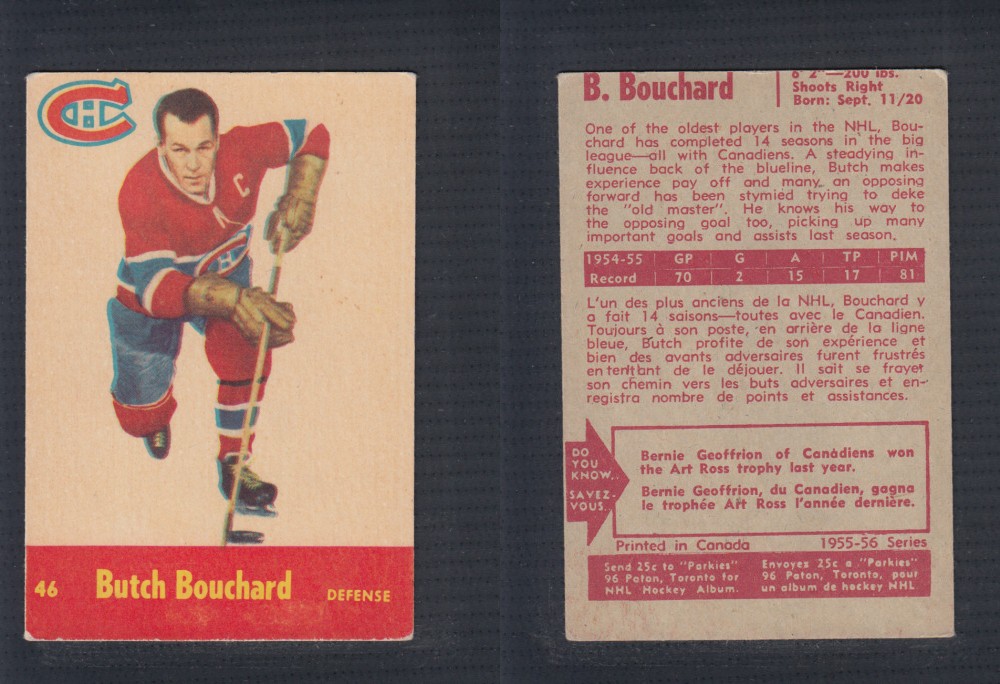 C
46 Butch Bouchard DEFENSE
B. Bouchard
6' 2"—200 lbs.
Shoots Right
Born: Sept. 11/20
One of the oldest players in the NHL, Bou-
chard has completed 14 seasons in the big
league—all with Canadiens. A steadying in-
fluence back of the blueline, Butch makes
experience pay off and many an opposing
forward has been stymied trying to deke
the "old master". He knows his way to
the opposing goal too, picking up many
important goals and assists last season.
1954-55 GP G A TP PIM
Record 70 2 15 17 81
L'un des plus anciens de la NHL, Bouchard y
a fait 14 saisons—toutes avec le Canadien.
Toujours à son poste, en arrière de la ligne
bleue, Butch profite de son expérience et
bien des avants adversaires furent frustrés
en tentant de le déjouer. Il sait se frayer
son chemin vers les buts adversaires et en-
registra nombre de points et assistances.
DO
YOU
KNOW..
SAVEZ-
VOUS.
Bernie Geoffrion of Canadiens won
the Art Ross trophy last year.
Bernie Geoffrion, du Canadien, gagna
le trophée Art Ross l'année dernière.
Printed in Canada 1955-56 Series
Send 25c to "Parkies"
96 Paton, Toronto for
NHL Hockey Album.
Envoyez 25c a "Parkies"
96 Paton, Toronto, pour
un album de hockey NHL